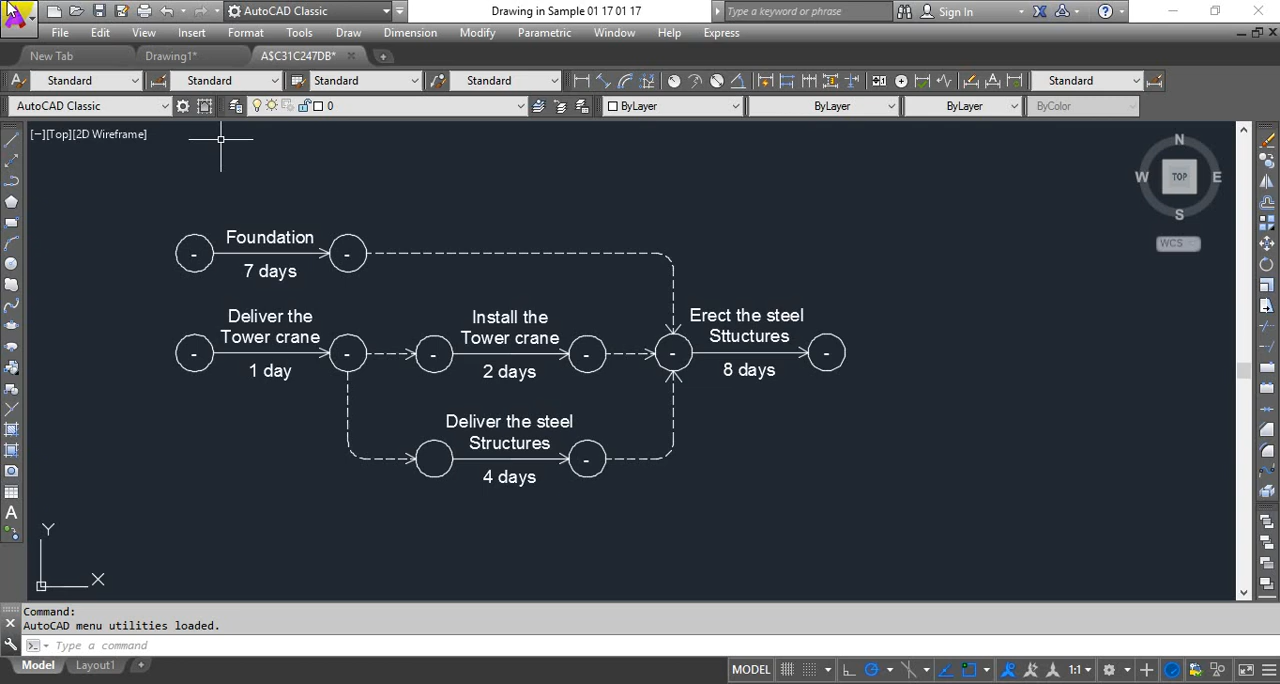 AutoCAD Classic
Drawing in Sample 01 17 01 17
Type a keyword or phrase
Sign In
File Edit View Insert Format Tools Draw Dimension Modify Parametric Window Help Express
New Tab
Drawing1*
A$C31C247DB*
Standard Standard Standard Standard Standard
AutoCAD Classic
0
ByLayer ByLayer ByLayer ByColor
[−][Top][2D Wireframe]
N
W TOP E
S
WCS
Foundation
- -
7 days
Deliver the
Tower crane
- -
1 day
Install the
Tower crane
- -
2 days
Erect the steel
Sttuctures
- -
8 days
Deliver the steel
Structures
-
4 days
Y
X
Command:
AutoCAD menu utilities loaded.
Type a command
Model Layout1
MODEL
1:1